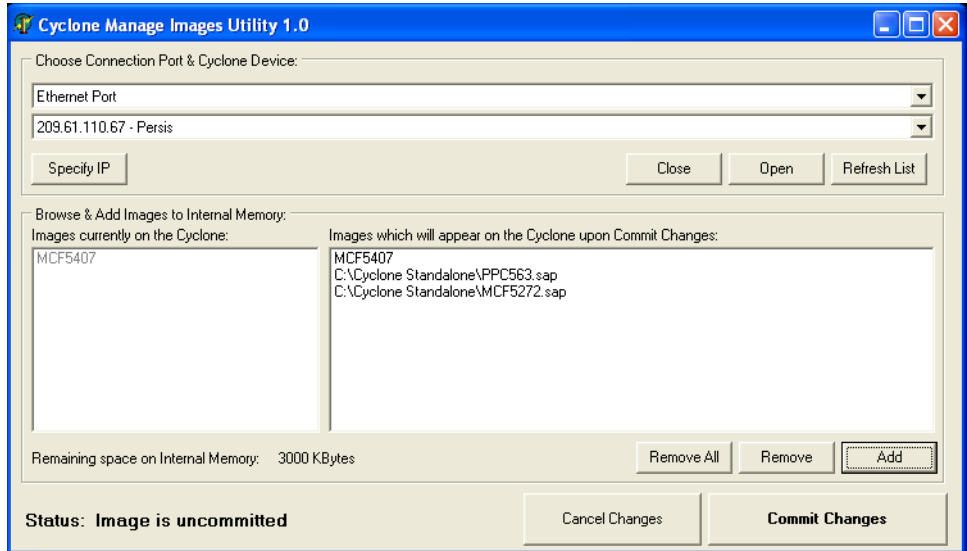 Cyclone Manage Images Utility 1.0
Choose Connection Port & Cyclone Device:
Ethernet Port
209.61.110.67 - Persis
Specify IP
Close
Open
Refresh List
Browse & Add Images to Internal Memory:
Images currently on the Cyclone:
MCF5407
Images which will appear on the Cyclone upon Commit Changes:
MCF5407
C:\Cyclone Standalone\PPC563.sap
C:\Cyclone Standalone\MCF5272.sap
Remaining space on Internal Memory: 3000 KBytes
Remove All
Remove
Add
Status: Image is uncommitted
Cancel Changes
Commit Changes